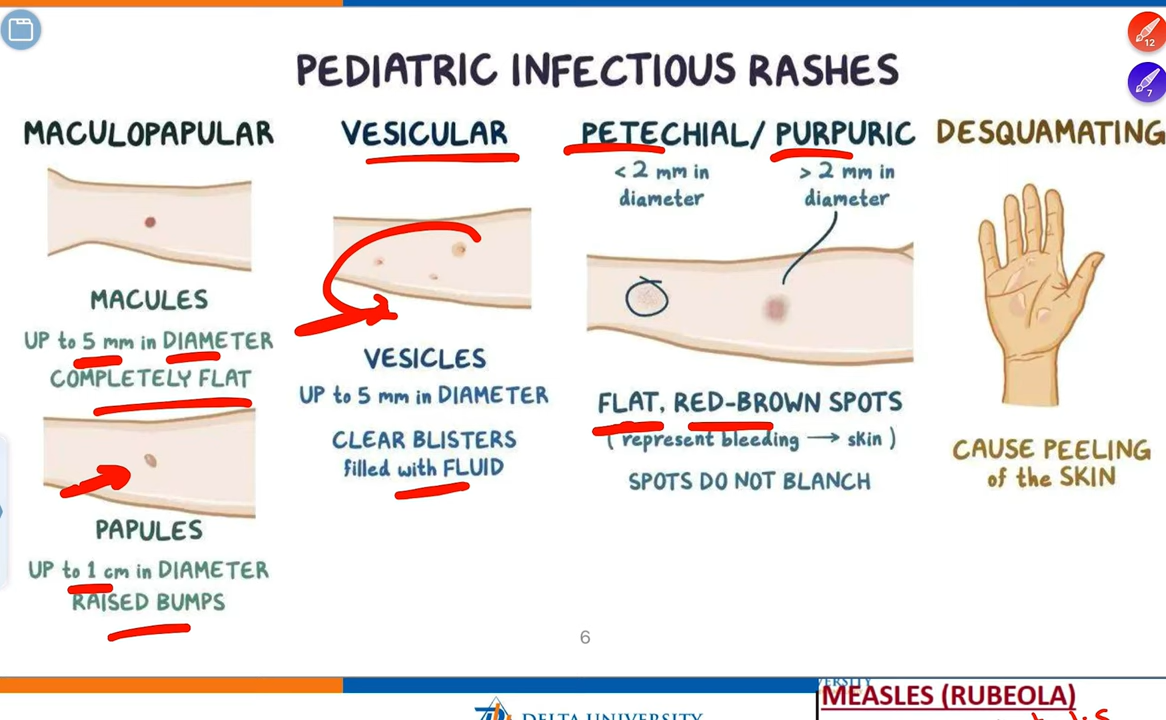 12
7
PEDIATRIC INFECTIOUS RASHES
MACULOPAPULAR
MACULES
UP to 5 mm in DIAMETER
COMPLETELY FLAT
PAPULES
UP to 1 cm in DIAMETER
RAISED BUMPS
VESICULAR
VESICLES
UP to 5 mm in DIAMETER
CLEAR BLISTERS
filled with FLUID
PETECHIAL/ PURPURIC
< 2 mm in
diameter
> 2 mm in
diameter
FLAT, RED-BROWN SPOTS
( represent bleeding → skin )
SPOTS DO NOT BLANCH
DESQUAMATING
CAUSE PEELING
of the SKIN
6
DELTA UNIVERSITY
MEASLES (RUBEOLA)